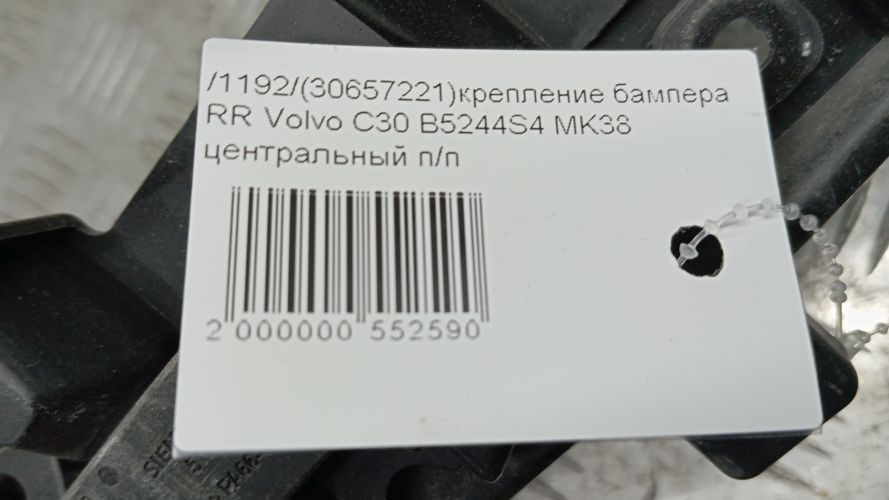 /1192/(30657221)крепление бампера
RR Volvo C30 B5244S4 MK38
центральный п/п
2 000000 552590